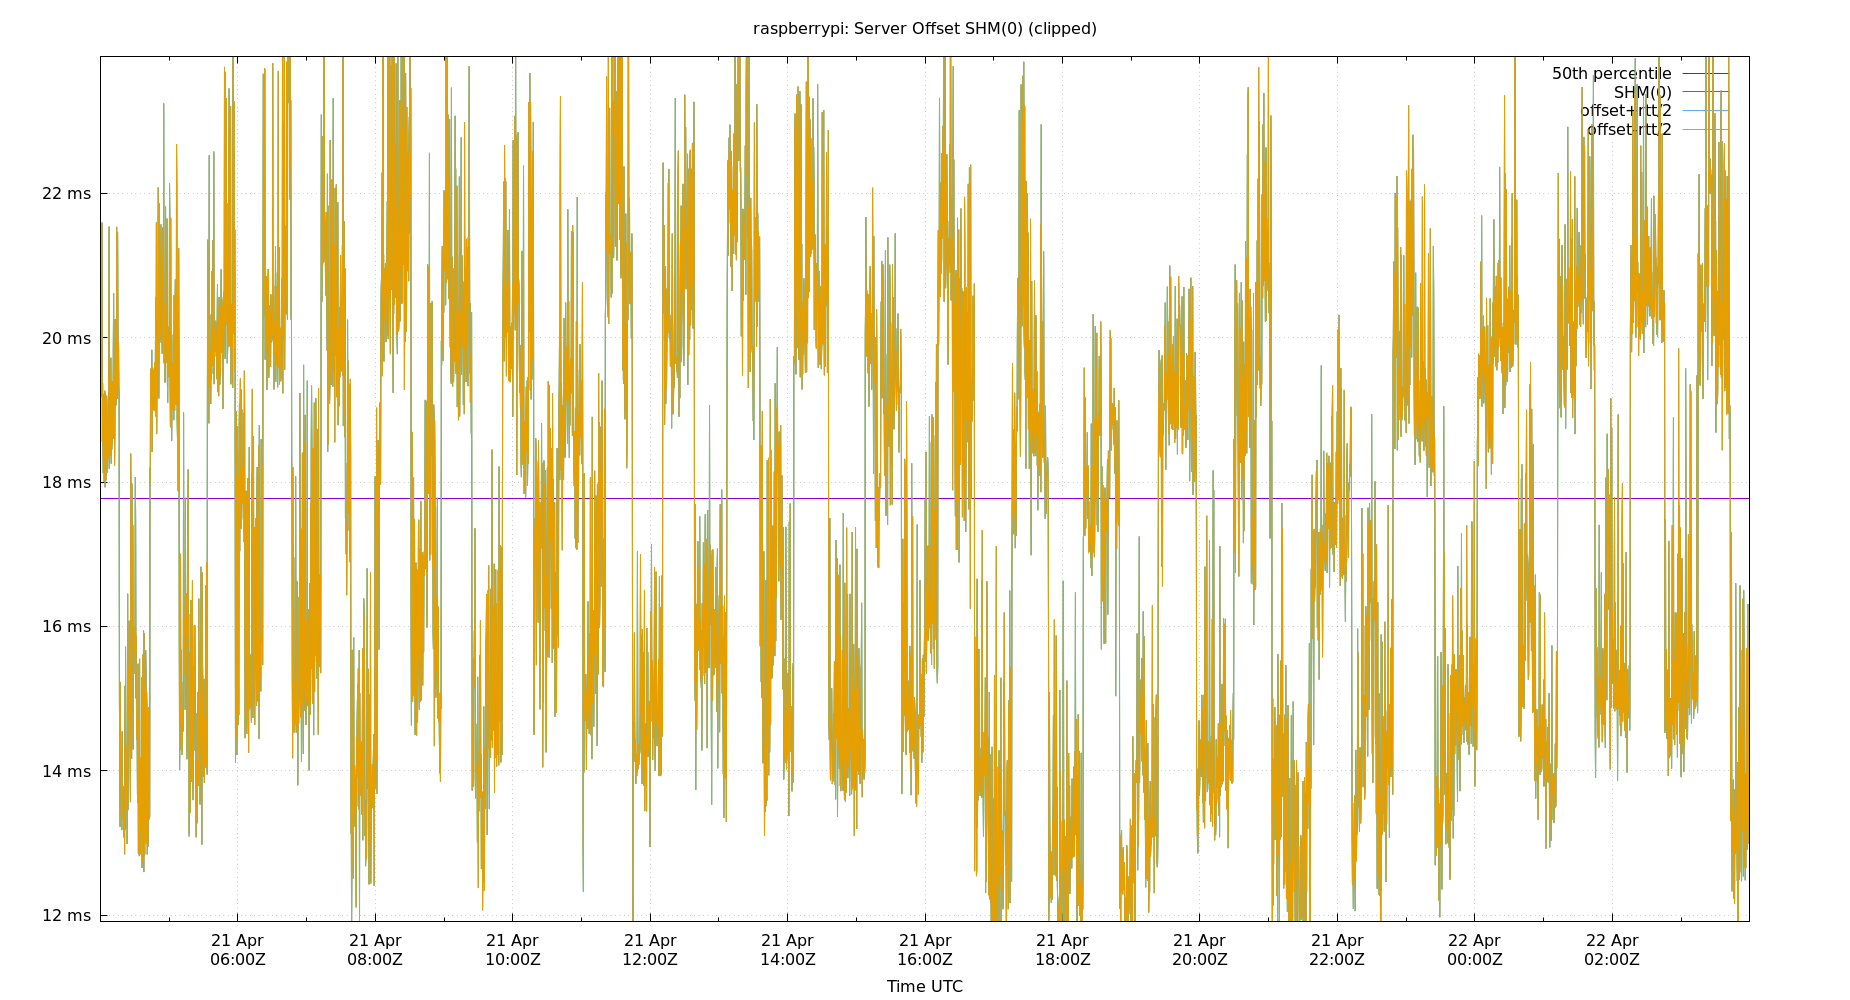 raspberrypi: Server Offset SHM(0) (clipped)
50th percentile
SHM(0)
offset+rtt/2
offset-rtt/2
22 ms
20 ms
18 ms
16 ms
14 ms
12 ms
21 Apr 21 Apr 21 Apr 21 Apr 21 Apr 21 Apr 21 Apr 21 Apr 21 Apr 22 Apr 22 Apr
06:00Z 08:00Z 10:00Z 12:00Z 14:00Z 16:00Z 18:00Z 20:00Z 22:00Z 00:00Z 02:00Z
Time UTC